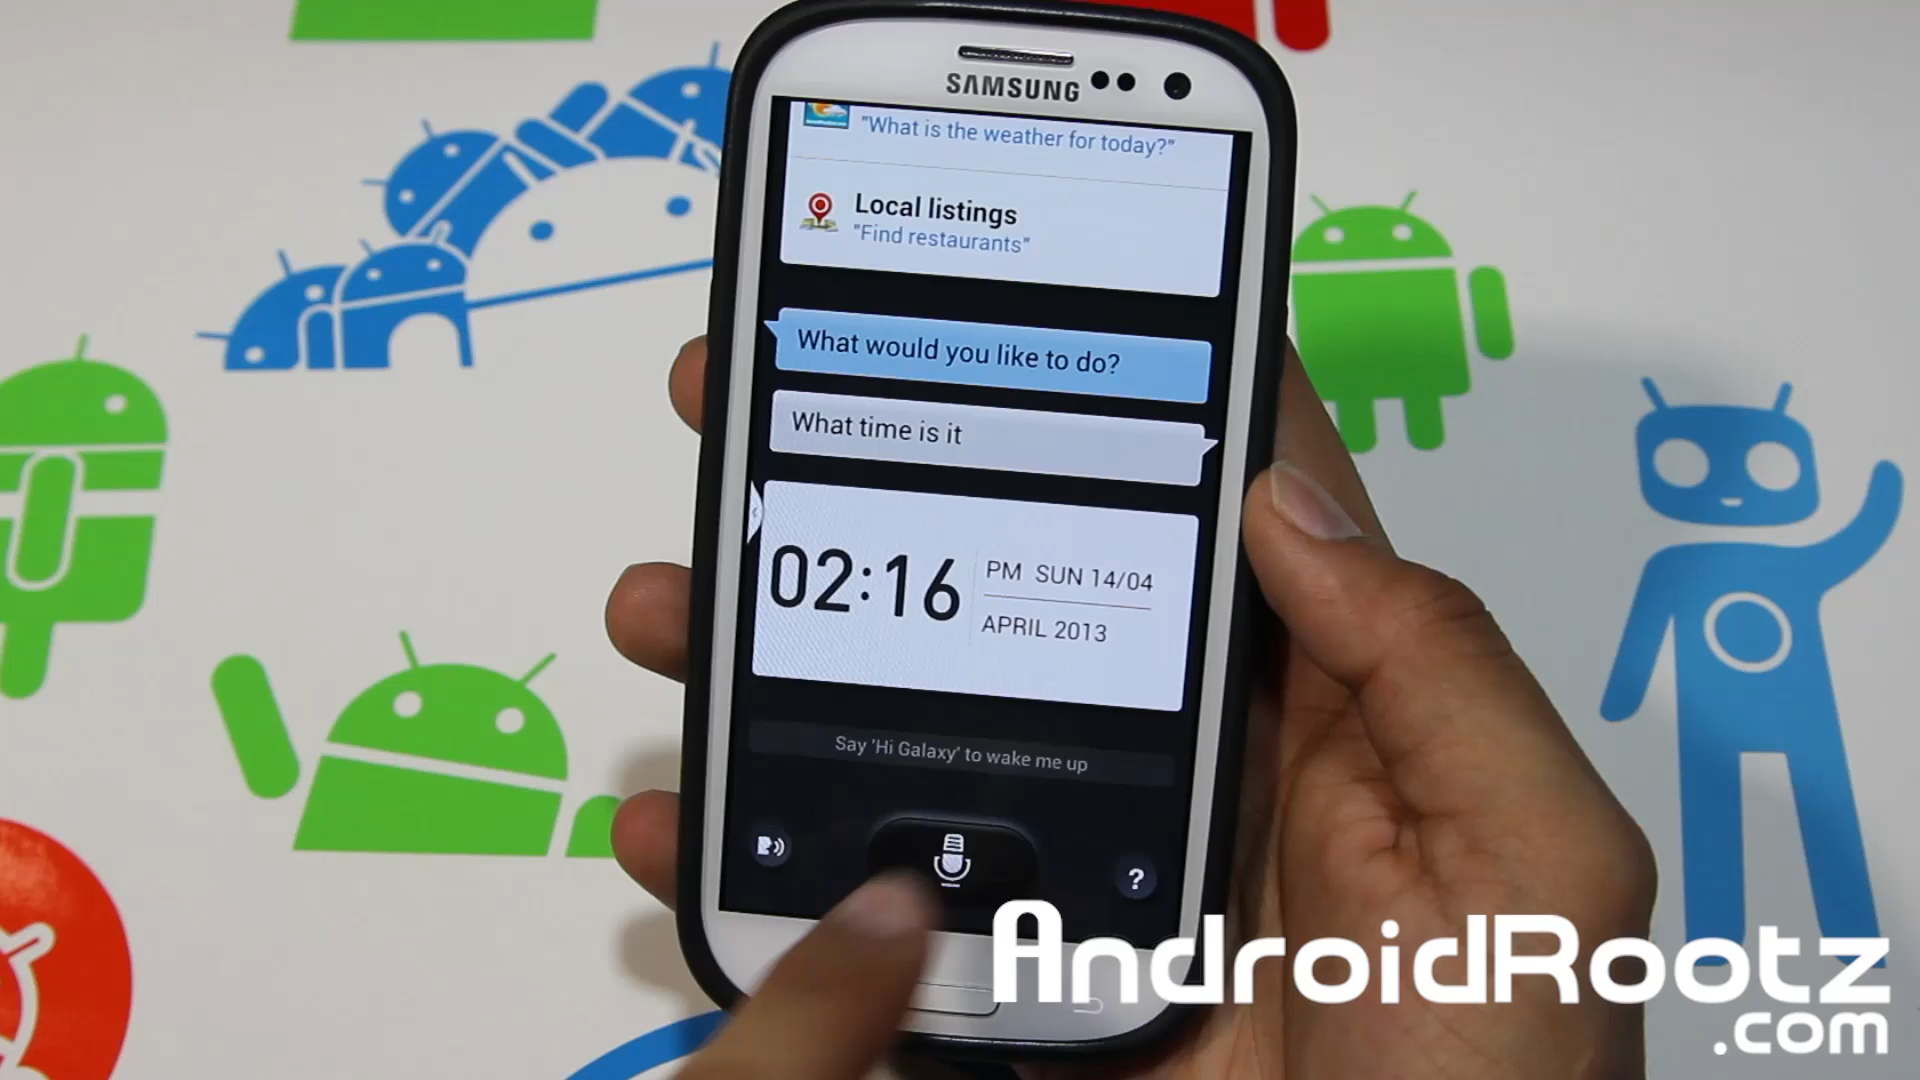 SAMSUNG
"What is the weather for today?"
Local listings
"Find restaurants"
What would you like to do?
What time is it
02:16
PM SUN 14/04
APRIL 2013
Say 'Hi Galaxy' to wake me up
?
AndroidRootz
.com